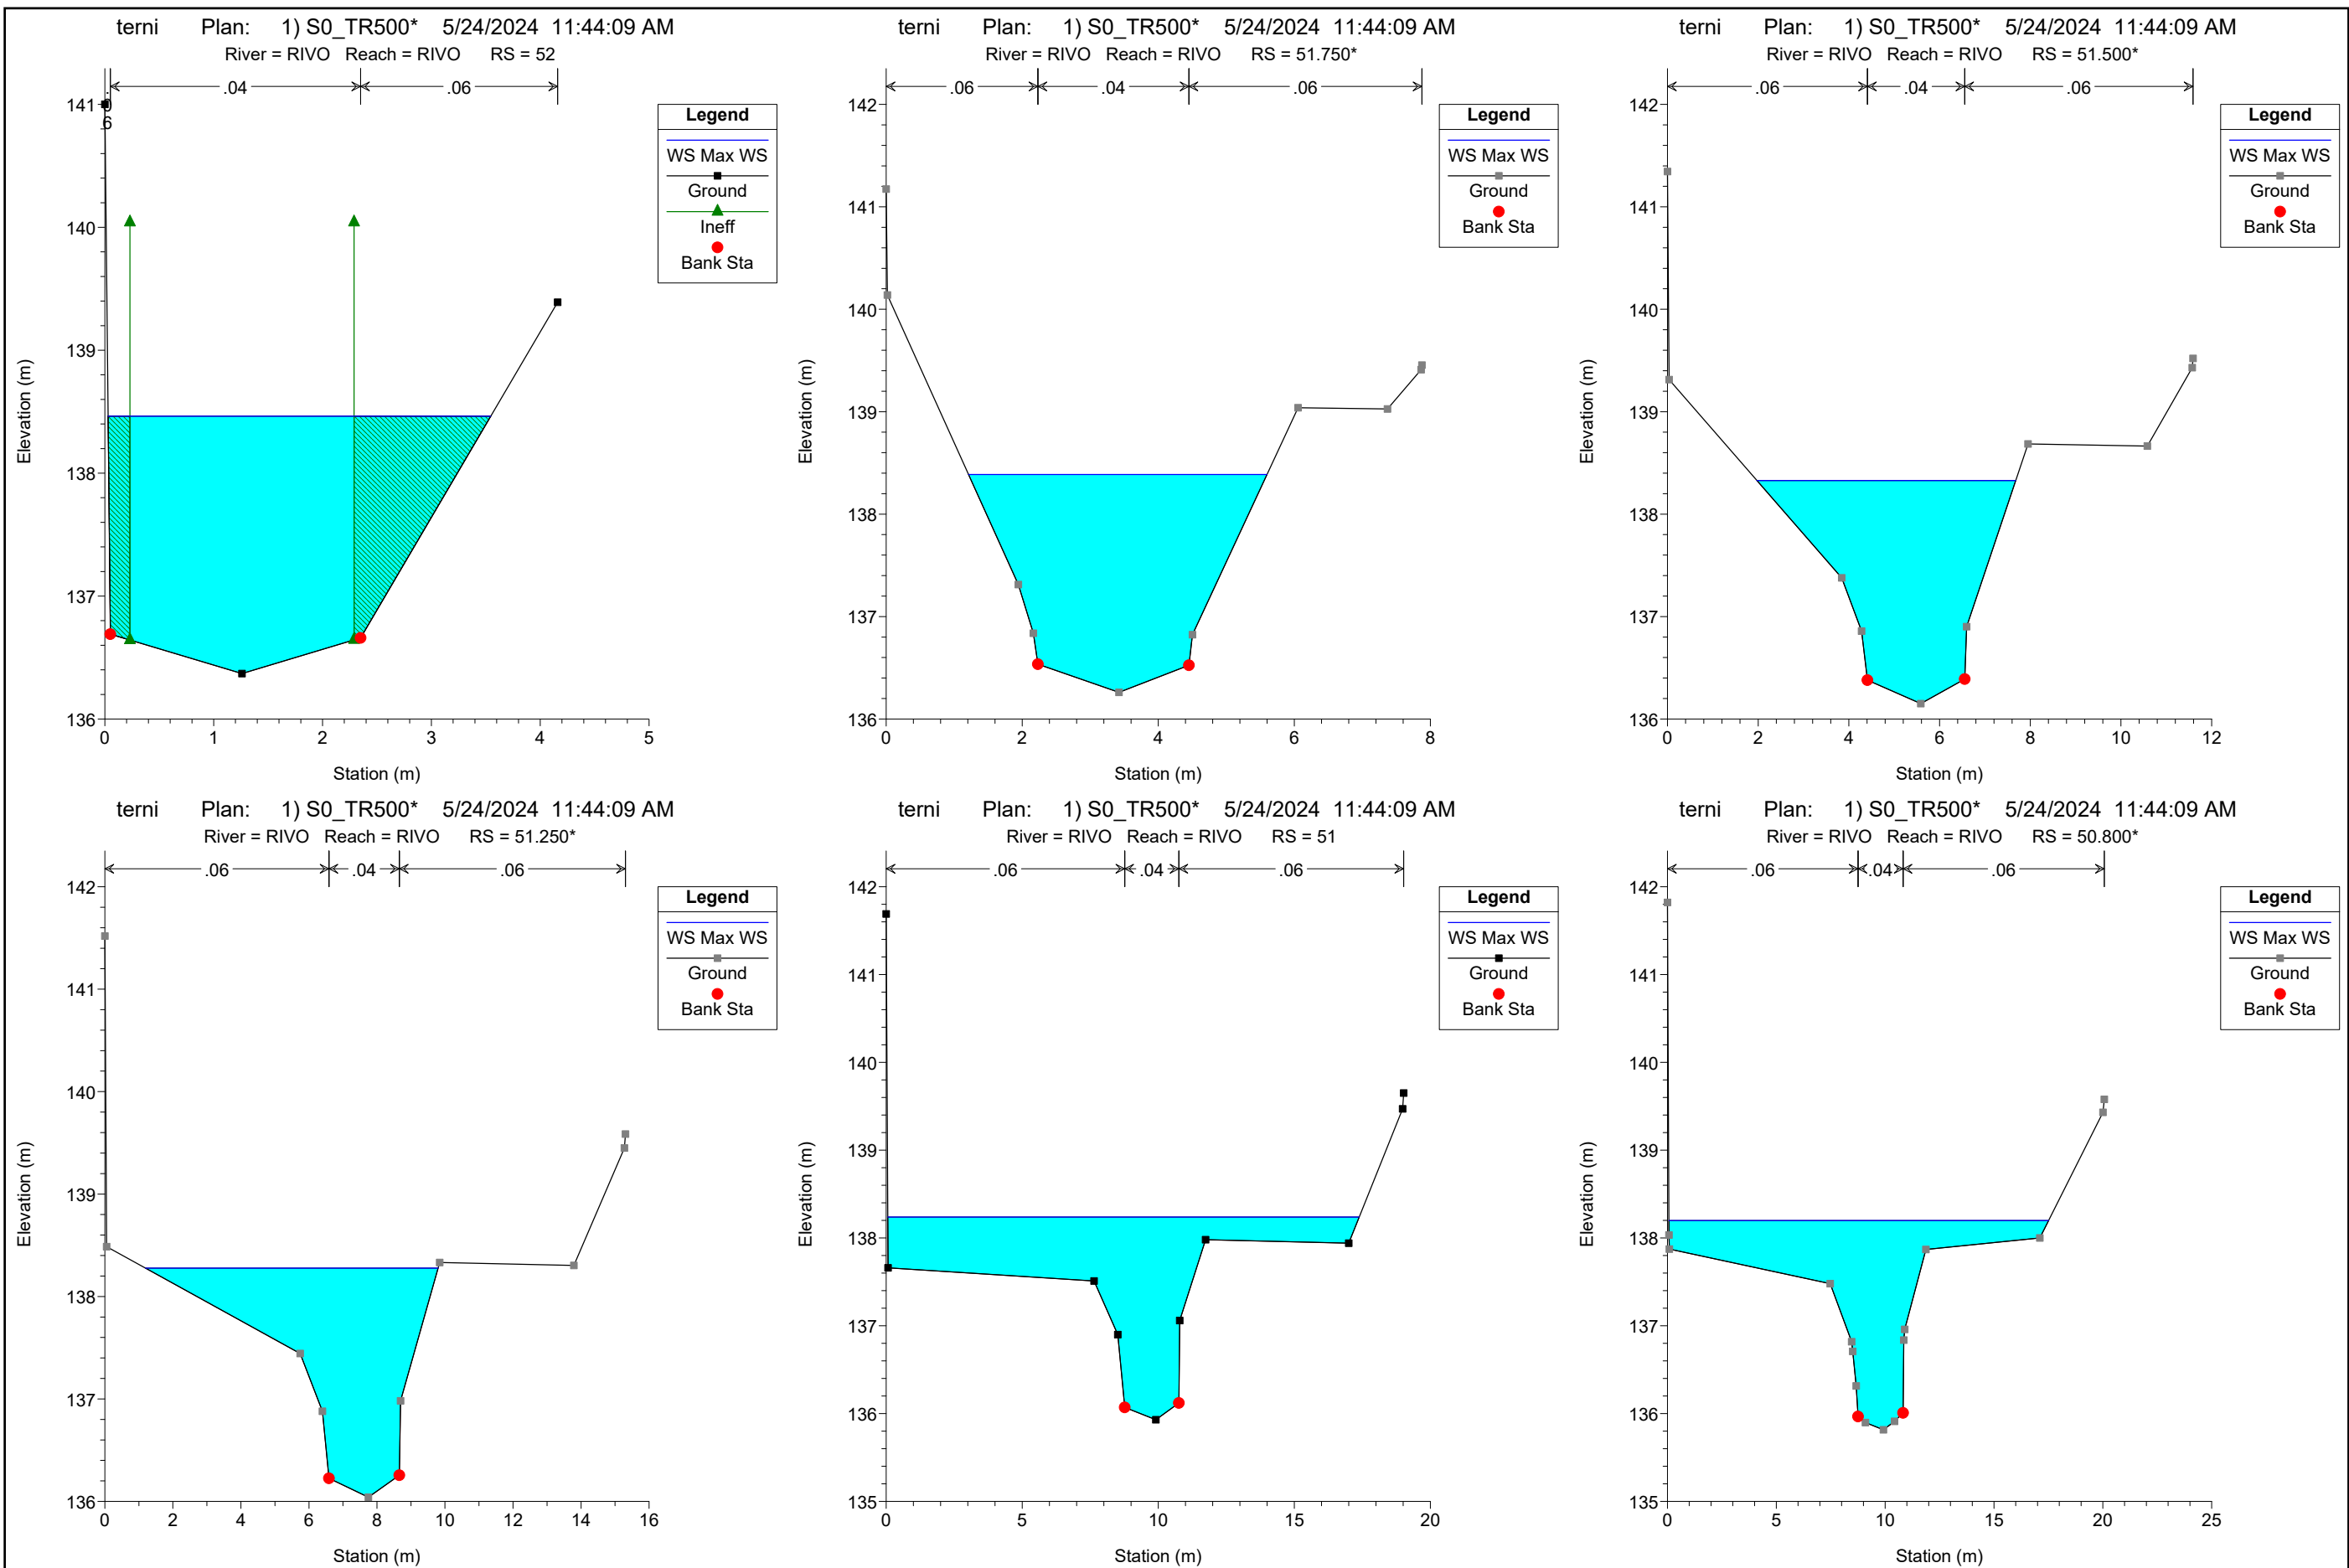 terni Plan: 1) S0_TR500* 5/24/2024 11:44:09 AM
River = RIVO Reach = RIVO RS = 52
.06
.04
.06
Legend
WS Max WS
Ground
Ineff
Bank Sta
Elevation (m)
141
140
139
138
137
136
0 1 2 3 4 5
Station (m)
terni Plan: 1) S0_TR500* 5/24/2024 11:44:09 AM
River = RIVO Reach = RIVO RS = 51.750*
.06
.04
.06
Legend
WS Max WS
Ground
Bank Sta
Elevation (m)
142
141
140
139
138
137
136
0 2 4 6 8
Station (m)
terni Plan: 1) S0_TR500* 5/24/2024 11:44:09 AM
River = RIVO Reach = RIVO RS = 51.500*
.06
.04
.06
Legend
WS Max WS
Ground
Bank Sta
Elevation (m)
142
141
140
139
138
137
136
0 2 4 6 8 10 12
Station (m)
terni Plan: 1) S0_TR500* 5/24/2024 11:44:09 AM
River = RIVO Reach = RIVO RS = 51.250*
.06
.04
.06
Legend
WS Max WS
Ground
Bank Sta
Elevation (m)
142
141
140
139
138
137
136
0 2 4 6 8 10 12 14 16
Station (m)
terni Plan: 1) S0_TR500* 5/24/2024 11:44:09 AM
River = RIVO Reach = RIVO RS = 51
.06
.04
.06
Legend
WS Max WS
Ground
Bank Sta
Elevation (m)
142
141
140
139
138
137
136
135
0 5 10 15 20
Station (m)
terni Plan: 1) S0_TR500* 5/24/2024 11:44:09 AM
River = RIVO Reach = RIVO RS = 50.800*
.06
.04
.06
Legend
WS Max WS
Ground
Bank Sta
Elevation (m)
142
141
140
139
138
137
136
135
0 5 10 15 20 25
Station (m)